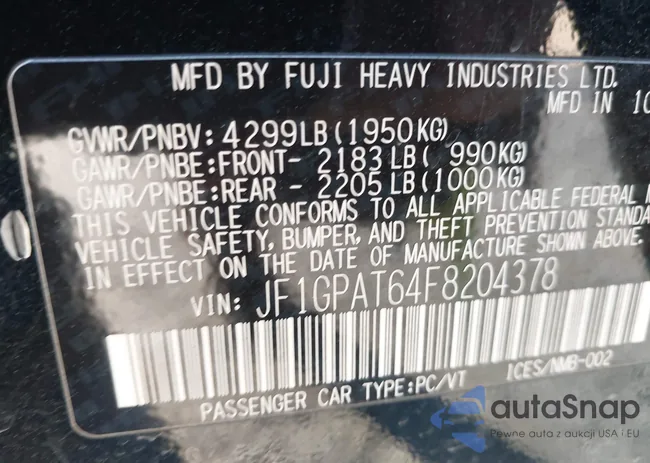 MFD BY FUJI HEAVY INDUSTRIES LTD.
MFD IN 10
GVWR/PNBV: 4299LB(1950KG)
GAWR/PNBE:FRONT- 2183LB( 990KG)
GAWR/PNBE:REAR - 2205LB(1000KG)
THIS VEHICLE CONFORMS TO ALL APPLICABLE FEDERAL M
VEHICLE SAFETY, BUMPER, AND THEFT PREVENTION STANDA
IN EFFECT ON THE DATE OF MANUFACTURE SHOWN ABOVE.
VIN: JF1GPAT64F8204378
PASSENGER CAR TYPE:PC/VT ICES/NMB-002
autaSnap
Pewne auta z aukcji USA i EU